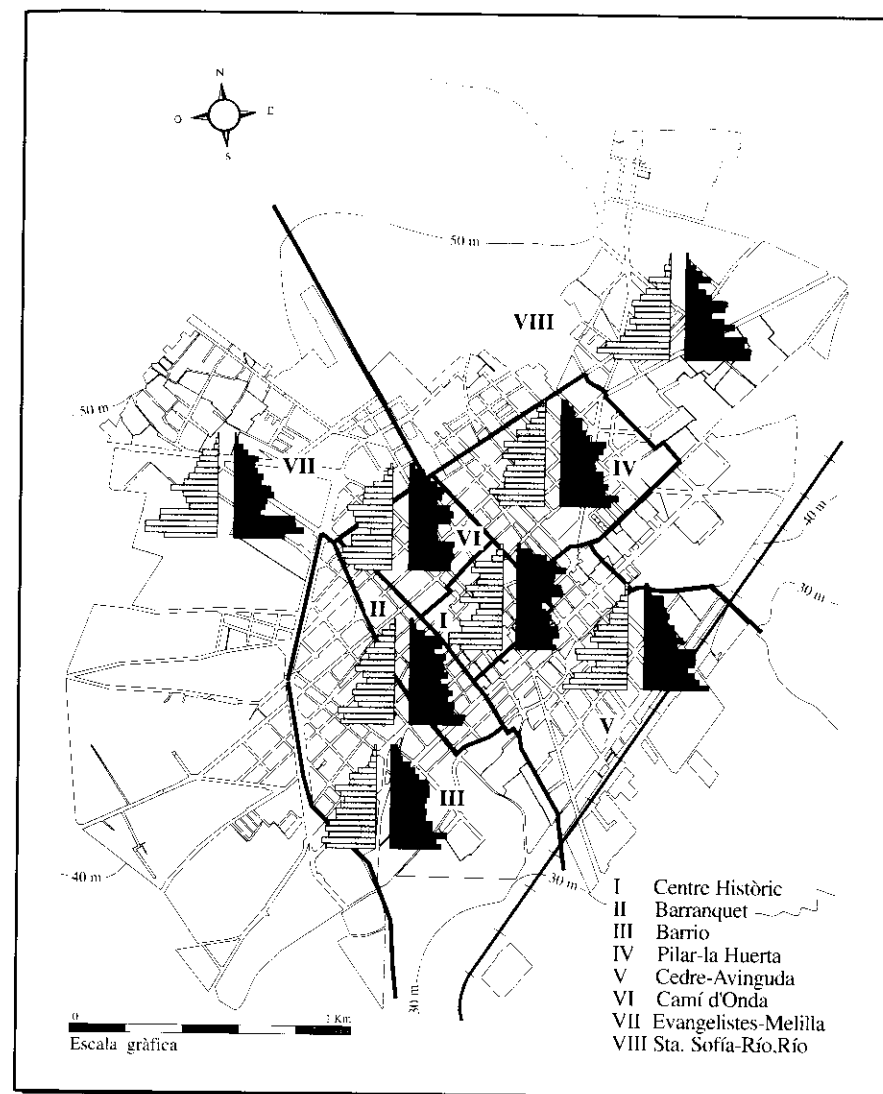 N
O E
S
50 m
VIII
50 m
VII
IV
40 m
VI
30 m
II
I
V
III
40 m
30 m
30 m
I Centre Històric
II Barranquet
III Barrio
IV Pilar-la Huerta
V Cedre-Avinguda
VI Camí d'Onda
VII Evangelistes-Melilla
VIII Sta. Sofía-Río,Río
0 1 Km
Escala gràfica